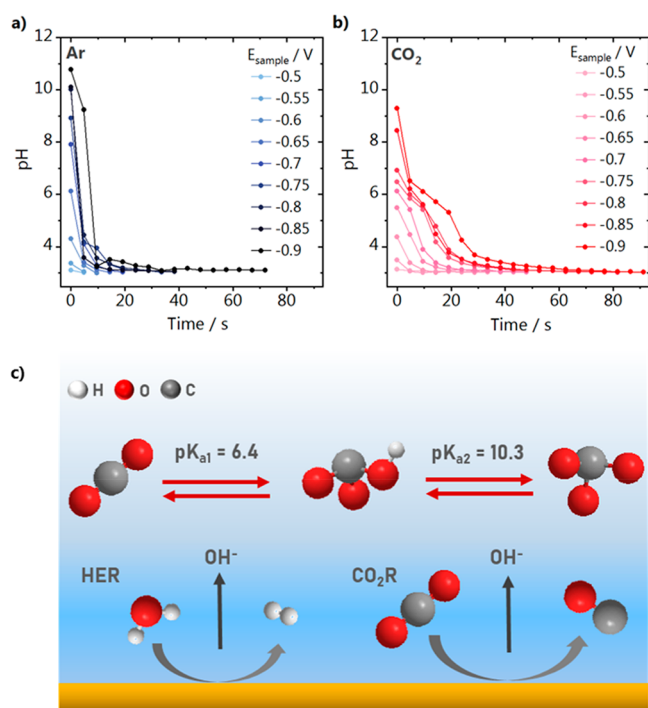 a)
Ar
E_sample / V
-0.5
-0.55
-0.6
-0.65
-0.7
-0.75
-0.8
-0.85
-0.9
12
10
8
6
4
pH
0 20 40 60 80
Time / s
b)
CO₂
E_sample / V
-0.5
-0.55
-0.6
-0.65
-0.7
-0.75
-0.8
-0.85
-0.9
12
10
8
6
4
pH
0 20 40 60 80
Time / s
c)
H O C
pK_a1 = 6.4 pK_a2 = 10.3
OH⁻ OH⁻
HER CO₂R